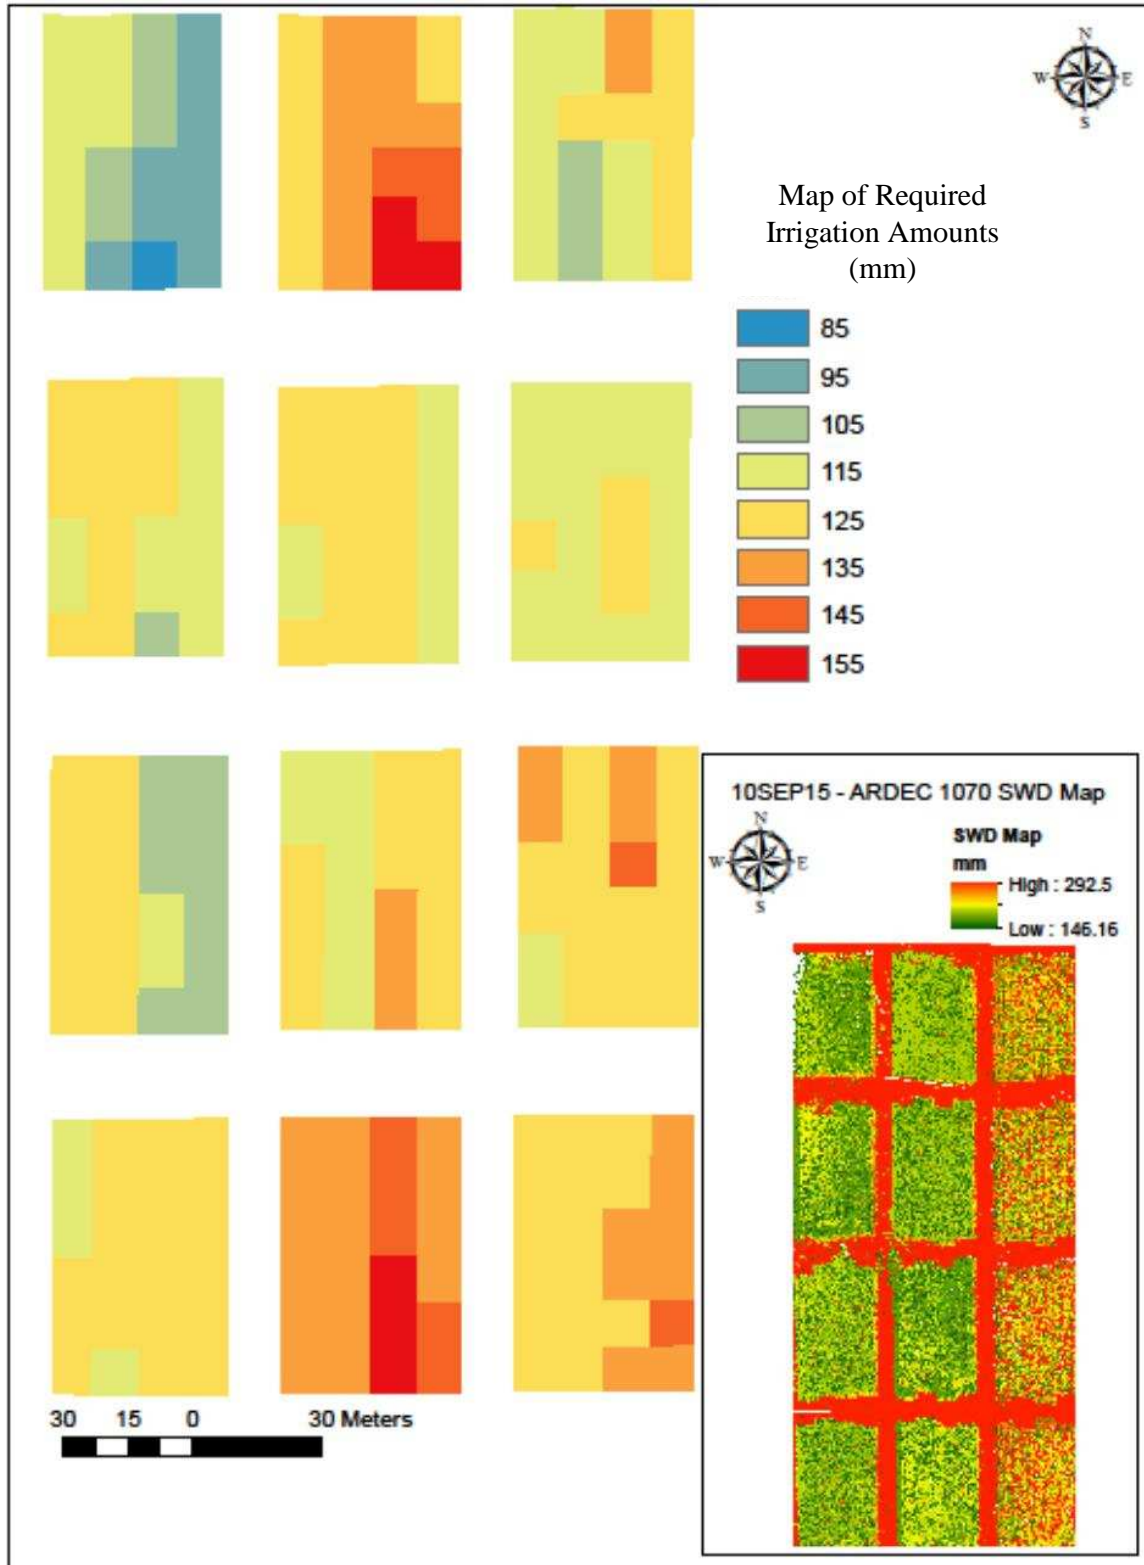 N
W E
S
Map of Required
Irrigation Amounts
(mm)
85
95
105
115
125
135
145
155
10SEP15 - ARDEC 1070 SWD Map
N
W E
S
SWD Map
mm
High : 292.5
Low : 146.16
30 15 0 30 Meters